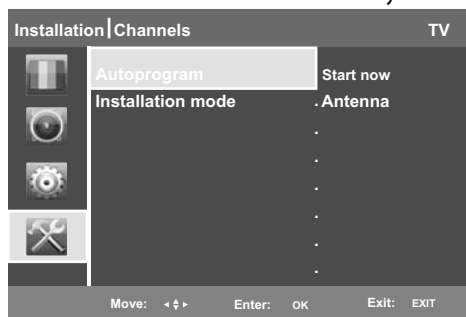 Installation|Channels TV
Autoprogram Start now
Installation mode . Antenna
.
.
.
.
.
.
Move: ◂♦▸ Enter: OK Exit: EXIT